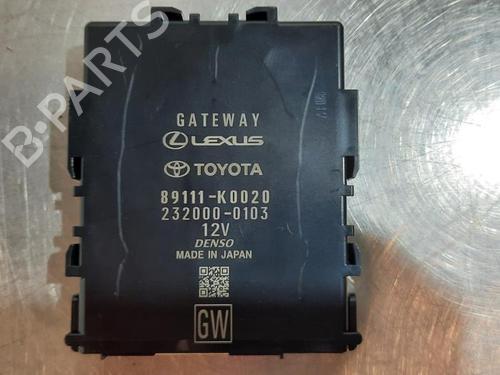 GATEWAY
LEXUS
TOYOTA
89111-K0020
232000-0103
12V
DENSO
MADE IN JAPAN
GW
B-PARTS